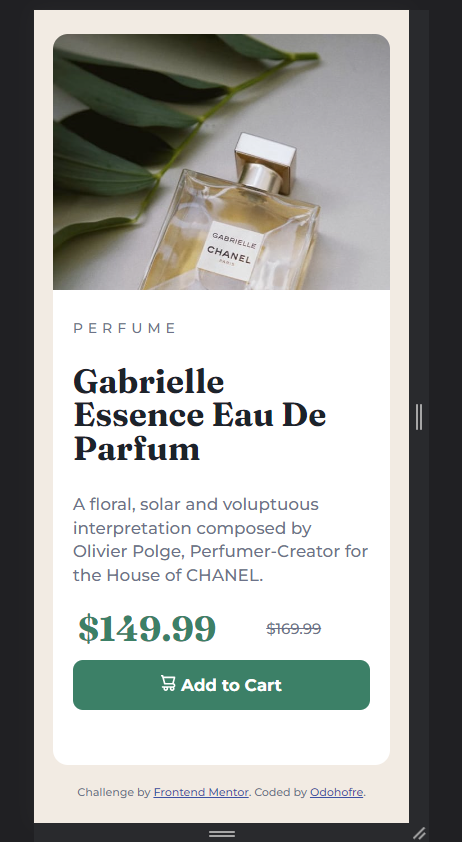 GABRIELLE
CHANEL
PARIS
PERFUME
Gabrielle
Essence Eau De
Parfum
A floral, solar and voluptuous
interpretation composed by
Olivier Polge, Perfumer-Creator for
the House of CHANEL.
$149.99 $169.99
Add to Cart
Challenge by Frontend Mentor. Coded by Odohofre.